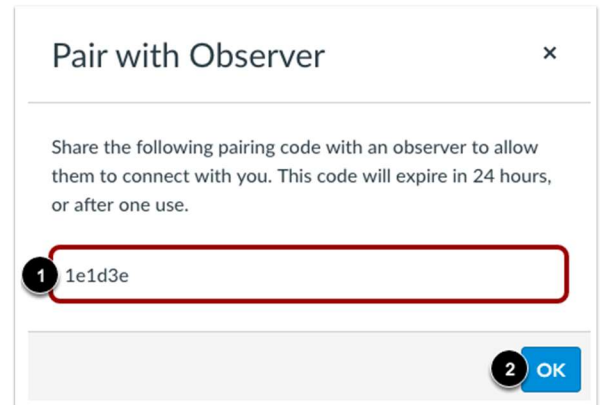 Pair with Observer ×
Share the following pairing code with an observer to allow
them to connect with you. This code will expire in 24 hours,
or after one use.
1 1e1d3e
2 OK